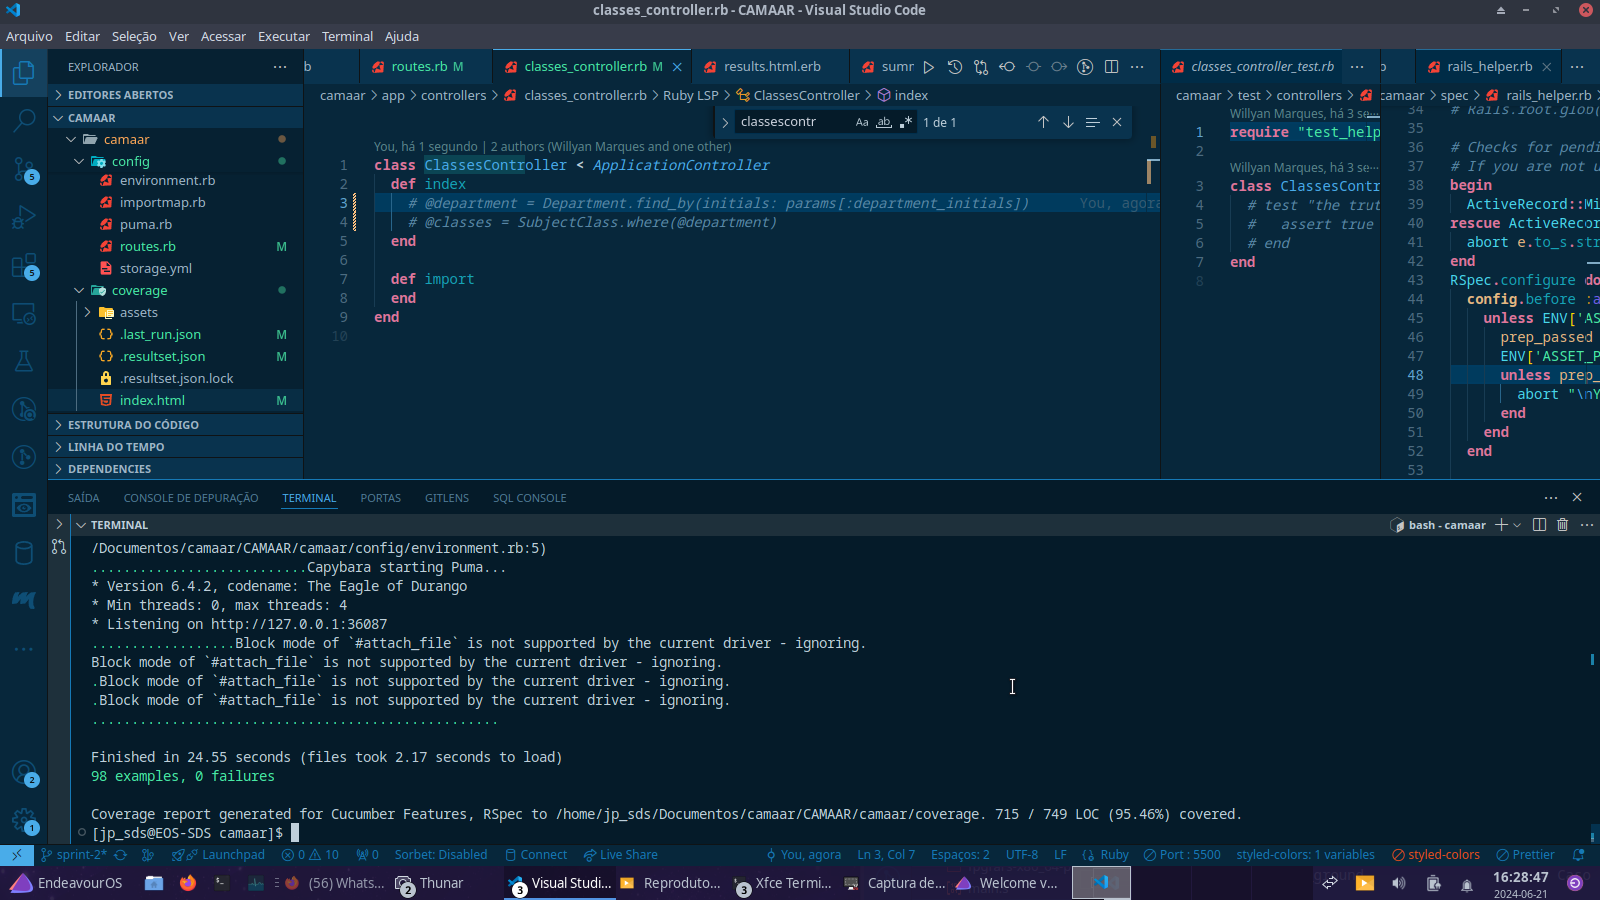 classes_controller.rb - CAMAAR - Visual Studio Code
Arquivo Editar Seleção Ver Acessar Executar Terminal Ajuda
EXPLORADOR
EDITORES ABERTOS
CAMAAR
camaar
config
environment.rb
importmap.rb
puma.rb
routes.rb M
storage.yml
coverage
assets
.last_run.json M
.resultset.json M
.resultset.json.lock
index.html M
ESTRUTURA DO CÓDIGO
LINHA DO TEMPO
DEPENDENCIES
b routes.rb M classes_controller.rb M results.html.erb sumr
camaar > app > controllers > classes_controller.rb > Ruby LSP > ClassesController > index
classescontr Aa ab 1 de 1
You, há 1 segundo | 2 authors (Willyan Marques and one other)
1 class ClassesController < ApplicationController
2 def index
3 # @department = Department.find_by(initials: params[:department_initials]) You, agora
4 # @classes = SubjectClass.where(@department)
5 end
6
7 def import
8 end
9 end
10
classes_controller_test.rb
camaar > test > controllers >
Willyan Marques, há 3 se···
1 require "test_help
2
Willyan Marques, há 3 se···
3 class ClassesContr
4 # test "the trut
5 # assert true
6 # end
7 end
8
rails_helper.rb
camaar > spec > rails_helper.rb >
34 # Rails.root.glob(
35
36 # Checks for pendi
37 # If you are not u
38 begin
39 ActiveRecord::Mi
40 rescue ActiveRecor
41 abort e.to_s.str
42 end
43 RSpec.configure do
44 config.before :a
45 unless ENV['AS
46 prep_passed
47 ENV['ASSET_P
48 unless prep_
49 abort "\nY
50 end
51 end
52 end
53
SAÍDA CONSOLE DE DEPURAÇÃO TERMINAL PORTAS GITLENS SQL CONSOLE
TERMINAL
bash - camaar
/Documentos/camaar/CAMAAR/camaar/config/environment.rb:5)
...........................Capybara starting Puma...
* Version 6.4.2, codename: The Eagle of Durango
* Min threads: 0, max threads: 4
* Listening on http://127.0.0.1:36087
..................Block mode of `#attach_file` is not supported by the current driver - ignoring.
Block mode of `#attach_file` is not supported by the current driver - ignoring.
.Block mode of `#attach_file` is not supported by the current driver - ignoring.
.Block mode of `#attach_file` is not supported by the current driver - ignoring.
...................................................
Finished in 24.55 seconds (files took 2.17 seconds to load)
98 examples, 0 failures
Coverage report generated for Cucumber Features, RSpec to /home/jp_sds/Documentos/camaar/CAMAAR/camaar/coverage. 715 / 749 LOC (95.46%) covered.
[jp_sds@EOS-SDS camaar]$
5
5
2
1
sprint-2* Launchpad 0 10 0 Sorbet: Disabled Connect Live Share You, agora Ln 3, Col 7 Espaços: 2 UTF-8 LF Ruby Port : 5500 styled-colors: 1 variables styled-colors Prettier
EndeavourOS (56) Whats... 2 Thunar 3 Visual Studi... Reproduto... 3 Xfce Termi... Captura de... Welcome v...
16:28:47
2024-06-21